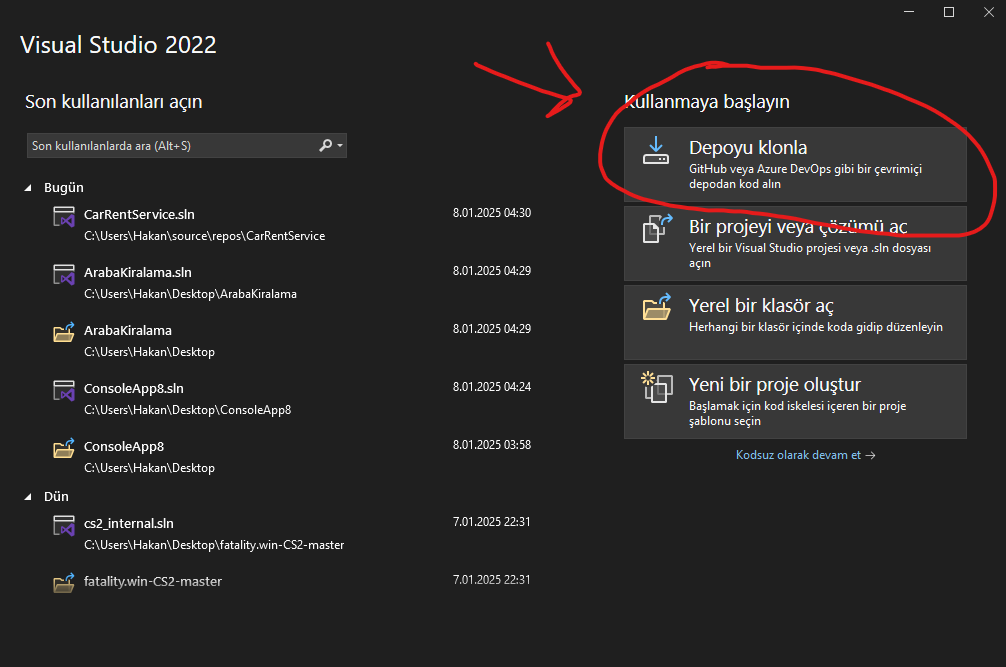 Visual Studio 2022
Son kullanılanları açın
Son kullanılanlarda ara (Alt+S)
Bugün
CarRentService.sln
8.01.2025 04:30
C:\Users\Hakan\source\repos\CarRentService
ArabaKiralama.sln
8.01.2025 04:29
C:\Users\Hakan\Desktop\ArabaKiralama
ArabaKiralama
8.01.2025 04:29
C:\Users\Hakan\Desktop
ConsoleApp8.sln
8.01.2025 04:24
C:\Users\Hakan\Desktop\ConsoleApp8
ConsoleApp8
8.01.2025 03:58
C:\Users\Hakan\Desktop
Dün
cs2_internal.sln
7.01.2025 22:31
C:\Users\Hakan\Desktop\fatality.win-CS2-master
fatality.win-CS2-master
7.01.2025 22:31
Kullanmaya başlayın
Depoyu klonla
GitHub veya Azure DevOps gibi bir çevrimiçi
depodan kod alın
Bir projeyi veya çözümü aç
Yerel bir Visual Studio projesi veya .sln dosyası
açın
Yerel bir klasör aç
Herhangi bir klasör içinde koda gidip düzenleyin
Yeni bir proje oluştur
Başlamak için kod iskelesi içeren bir proje
şablonu seçin
Kodsuz olarak devam et →